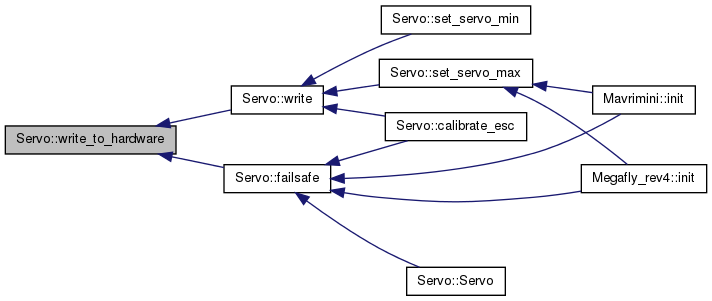 Servo::set_servo_min
Servo::set_servo_max
Servo::write
Mavrimini::init
Servo::calibrate_esc
Servo::write_to_hardware
Servo::failsafe
Megafly_rev4::init
Servo::Servo